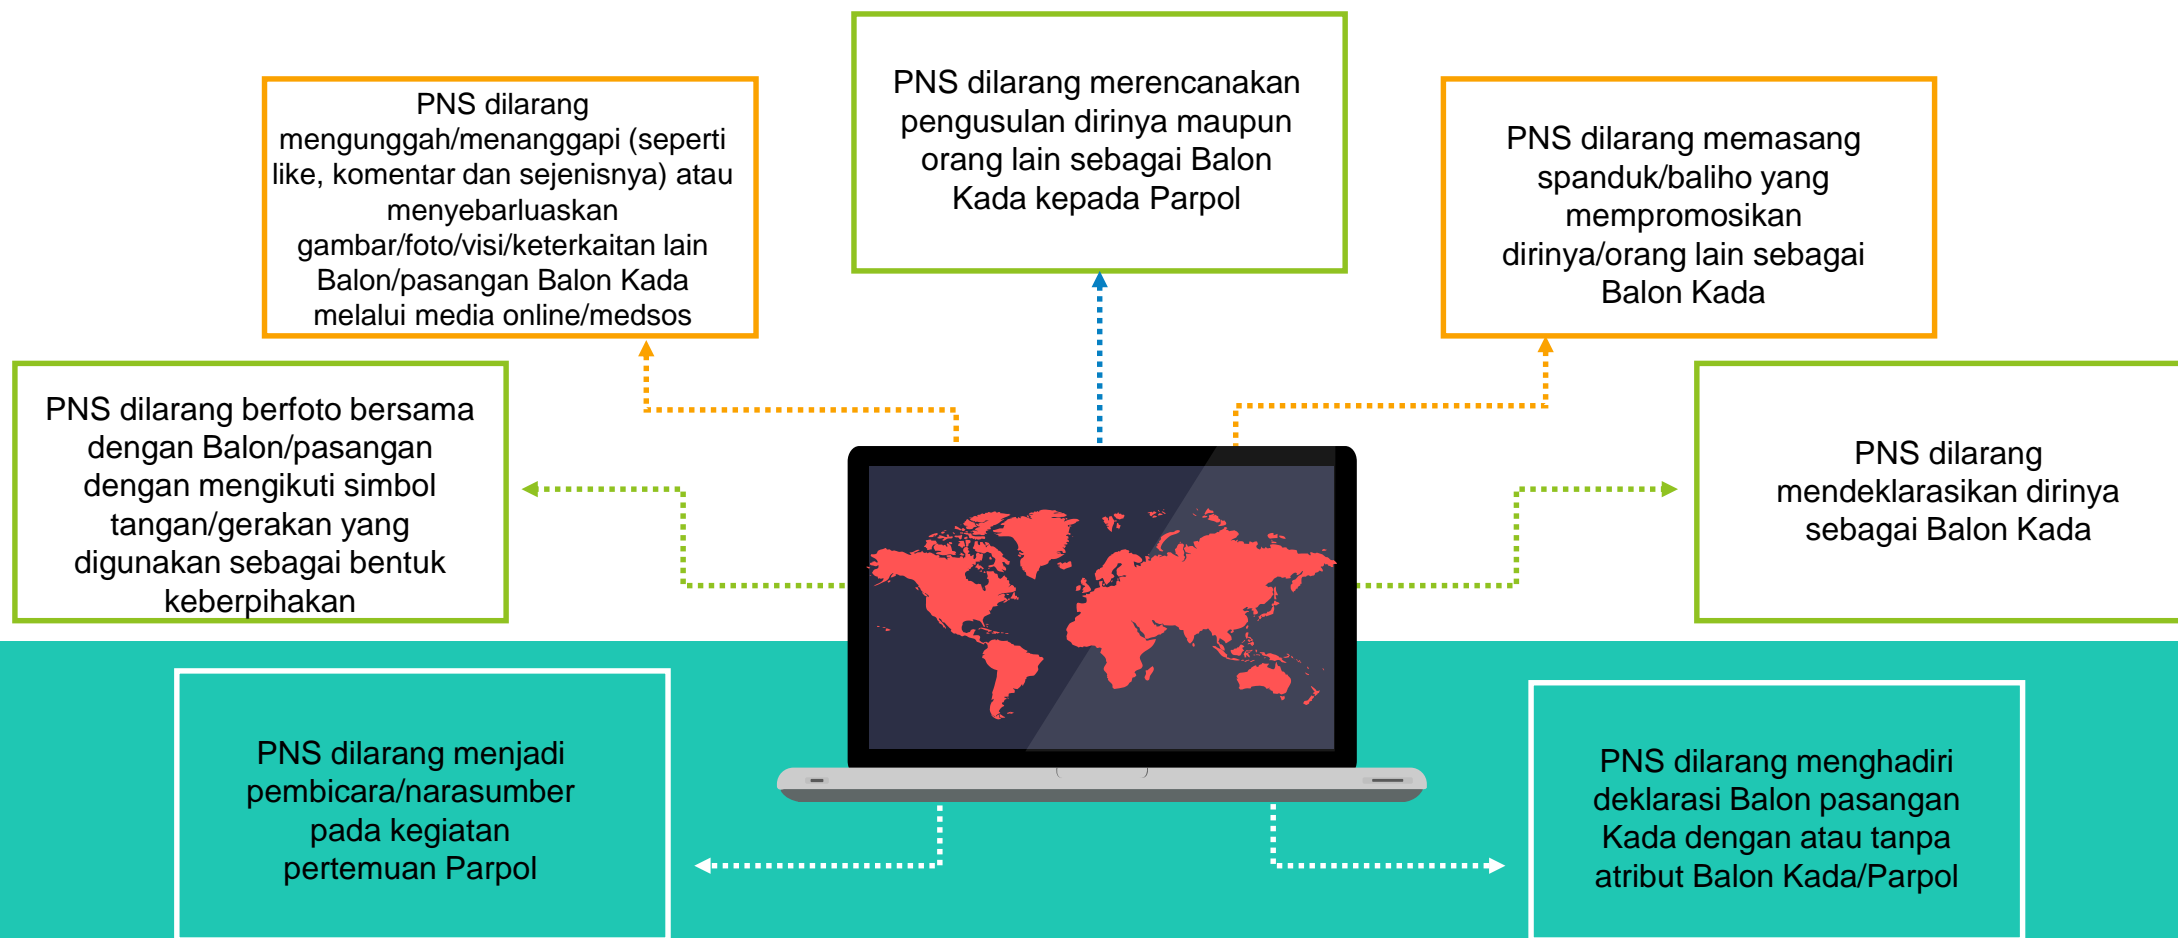 PNS dilarang merencanakan
pengusulan dirinya maupun
orang lain sebagai Balon
Kada kepada Parpol
PNS dilarang
mengunggah/menanggapi (seperti
like, komentar dan sejenisnya) atau
menyebarluaskan
gambar/foto/visi/keterkaitan lain
Balon/pasangan Balon Kada
melalui media online/medsos
PNS dilarang memasang
spanduk/baliho yang
mempromosikan
dirinya/orang lain sebagai
Balon Kada
PNS dilarang berfoto bersama
dengan Balon/pasangan
dengan mengikuti simbol
tangan/gerakan yang
digunakan sebagai bentuk
keberpihakan
PNS dilarang
mendeklarasikan dirinya
sebagai Balon Kada
PNS dilarang menjadi
pembicara/narasumber
pada kegiatan
pertemuan Parpol
PNS dilarang menghadiri
deklarasi Balon pasangan
Kada dengan atau tanpa
atribut Balon Kada/Parpol